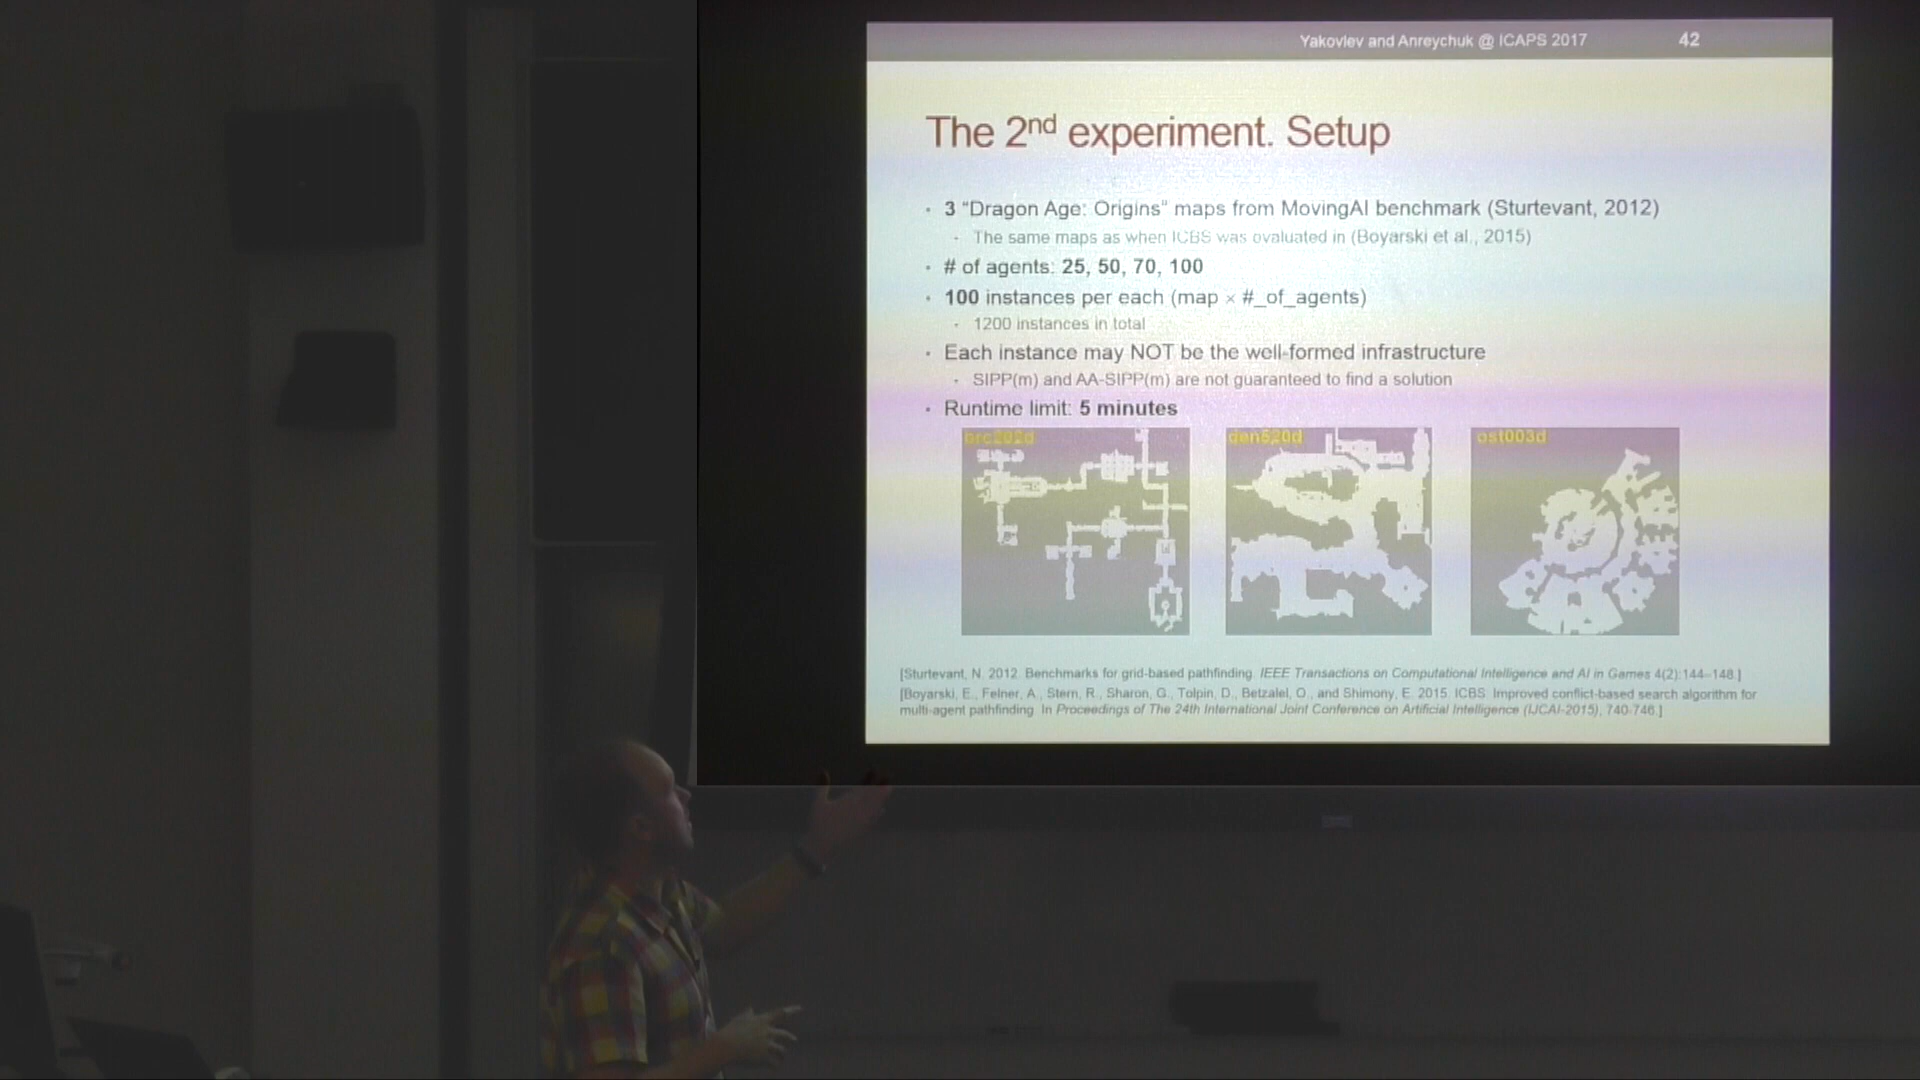 Yakovlev and Anreychuk @ ICAPS 2017 42
The 2nd experiment. Setup
· 3 "Dragon Age: Origins" maps from MovingAI benchmark (Sturtevant, 2012)
- The same maps as when ICBS was evaluated in (Boyarski et al., 2015)
· # of agents: 25, 50, 70, 100
· 100 instances per each (map × #_of_agents)
- 1200 instances in total
· Each instance may NOT be the well-formed infrastructure
- SIPP(m) and AA-SIPP(m) are not guaranteed to find a solution
· Runtime limit: 5 minutes
brc202d den520d ost003d
[Sturtevant, N. 2012. Benchmarks for grid-based pathfinding. IEEE Transactions on Computational Intelligence and AI in Games 4(2):144–148.]
[Boyarski, E., Felner, A., Stern, R., Sharon, G., Tolpin, D., Betzalel, O., and Shimony, E. 2015. ICBS: Improved conflict-based search algorithm for
multi-agent pathfinding. In Proceedings of The 24th International Joint Conference on Artificial Intelligence (IJCAI-2015), 740-746.]